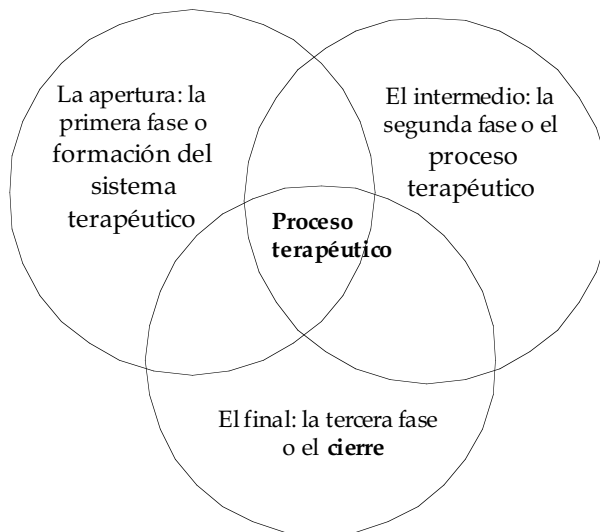 La apertura: la
primera fase o
formación del
sistema
terapéutico
El intermedio: la
segunda fase o el
proceso
terapéutico
Proceso
terapéutico
El final: la tercera fase
o el cierre